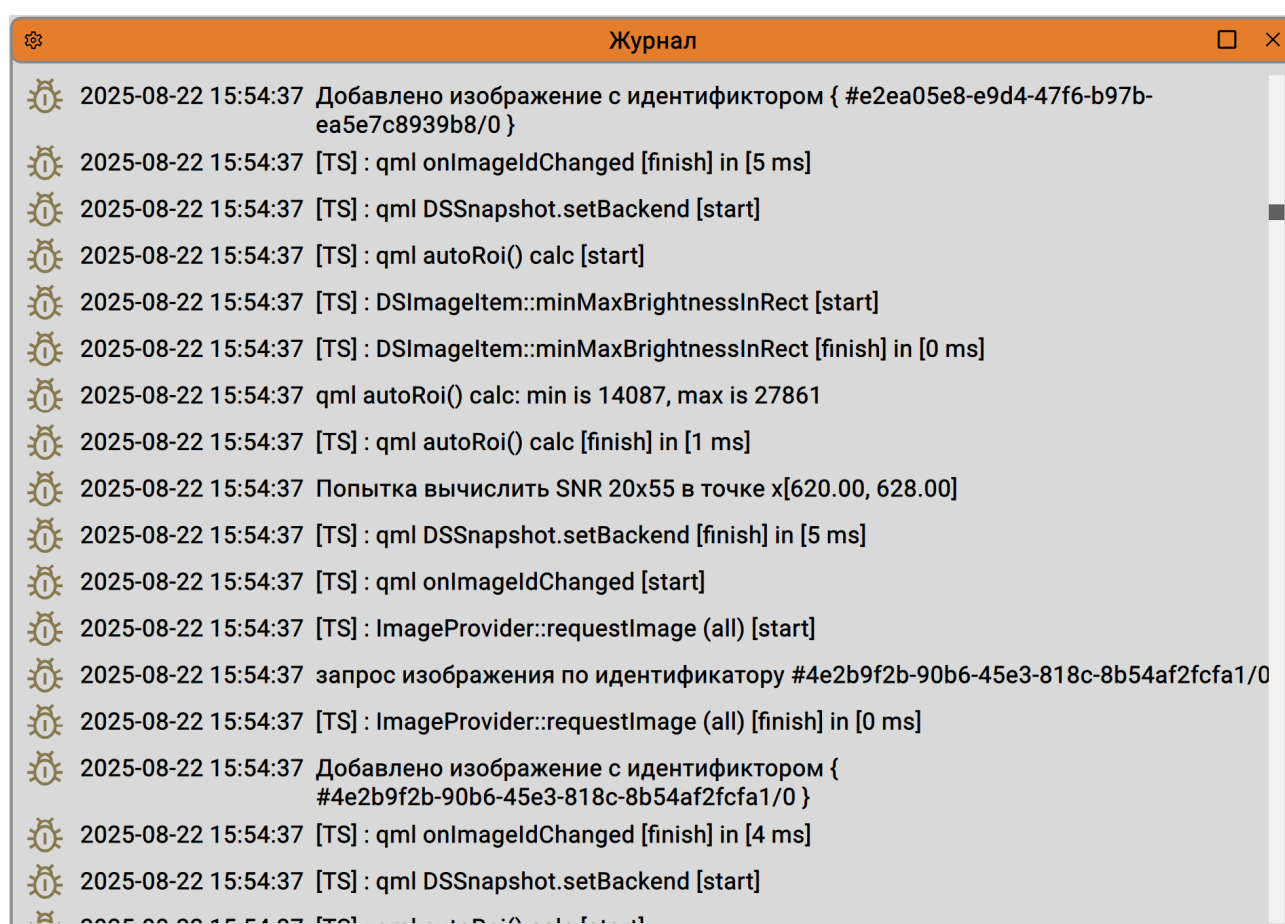 Журнал
2025-08-22 15:54:37 Добавлено изображение с идентификтором { #e2ea05e8-e9d4-47f6-b97b-
ea5e7c8939b8/0 }
2025-08-22 15:54:37 [TS] : qml onImageIdChanged [finish] in [5 ms]
2025-08-22 15:54:37 [TS] : qml DSSnapshot.setBackend [start]
2025-08-22 15:54:37 [TS] : qml autoRoi() calc [start]
2025-08-22 15:54:37 [TS] : DSImageItem::minMaxBrightnessInRect [start]
2025-08-22 15:54:37 [TS] : DSImageItem::minMaxBrightnessInRect [finish] in [0 ms]
2025-08-22 15:54:37 qml autoRoi() calc: min is 14087, max is 27861
2025-08-22 15:54:37 [TS] : qml autoRoi() calc [finish] in [1 ms]
2025-08-22 15:54:37 Попытка вычислить SNR 20x55 в точке x[620.00, 628.00]
2025-08-22 15:54:37 [TS] : qml DSSnapshot.setBackend [finish] in [5 ms]
2025-08-22 15:54:37 [TS] : qml onImageIdChanged [start]
2025-08-22 15:54:37 [TS] : ImageProvider::requestImage (all) [start]
2025-08-22 15:54:37 запрос изображения по идентификатору #4e2b9f2b-90b6-45e3-818c-8b54af2fcfa1/0
2025-08-22 15:54:37 [TS] : ImageProvider::requestImage (all) [finish] in [0 ms]
2025-08-22 15:54:37 Добавлено изображение с идентификтором {
#4e2b9f2b-90b6-45e3-818c-8b54af2fcfa1/0 }
2025-08-22 15:54:37 [TS] : qml onImageIdChanged [finish] in [4 ms]
2025-08-22 15:54:37 [TS] : qml DSSnapshot.setBackend [start]